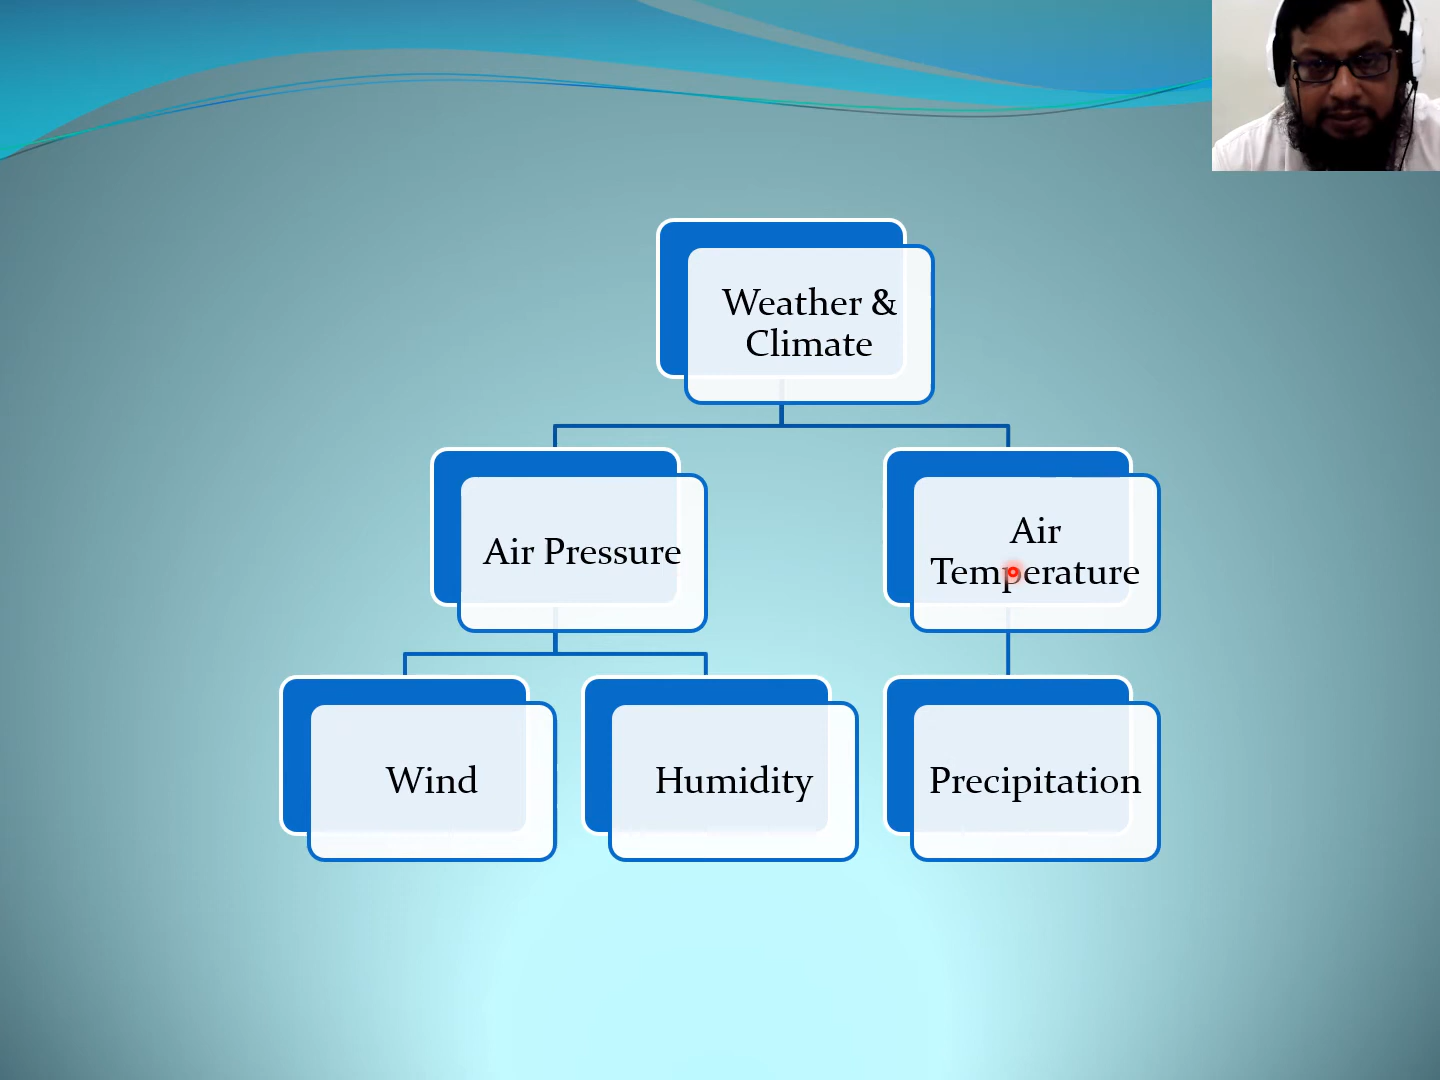 Weather &
Climate
Air Pressure
Air
Temperature
Wind
Humidity
Precipitation